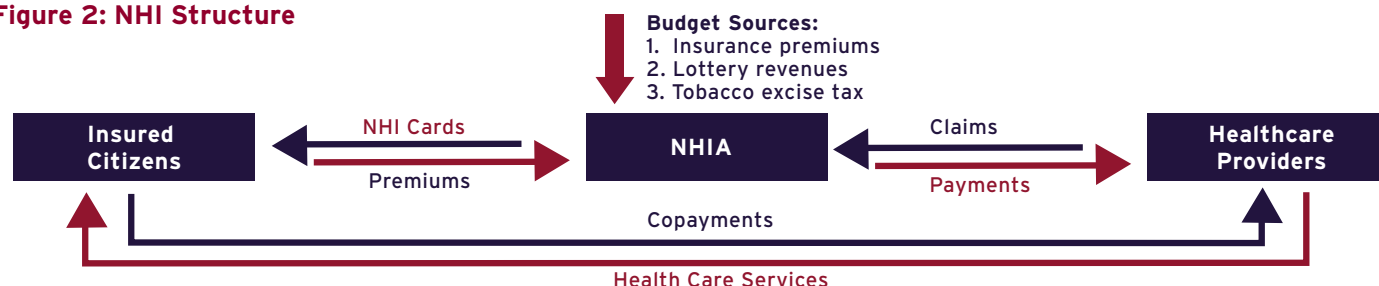 Figure 2: NHI Structure
Budget Sources:
1. Insurance premiums
2. Lottery revenues
3. Tobacco excise tax
Insured
Citizens
NHI Cards
Premiums
NHIA
Claims
Payments
Healthcare
Providers
Copayments
Health Care Services